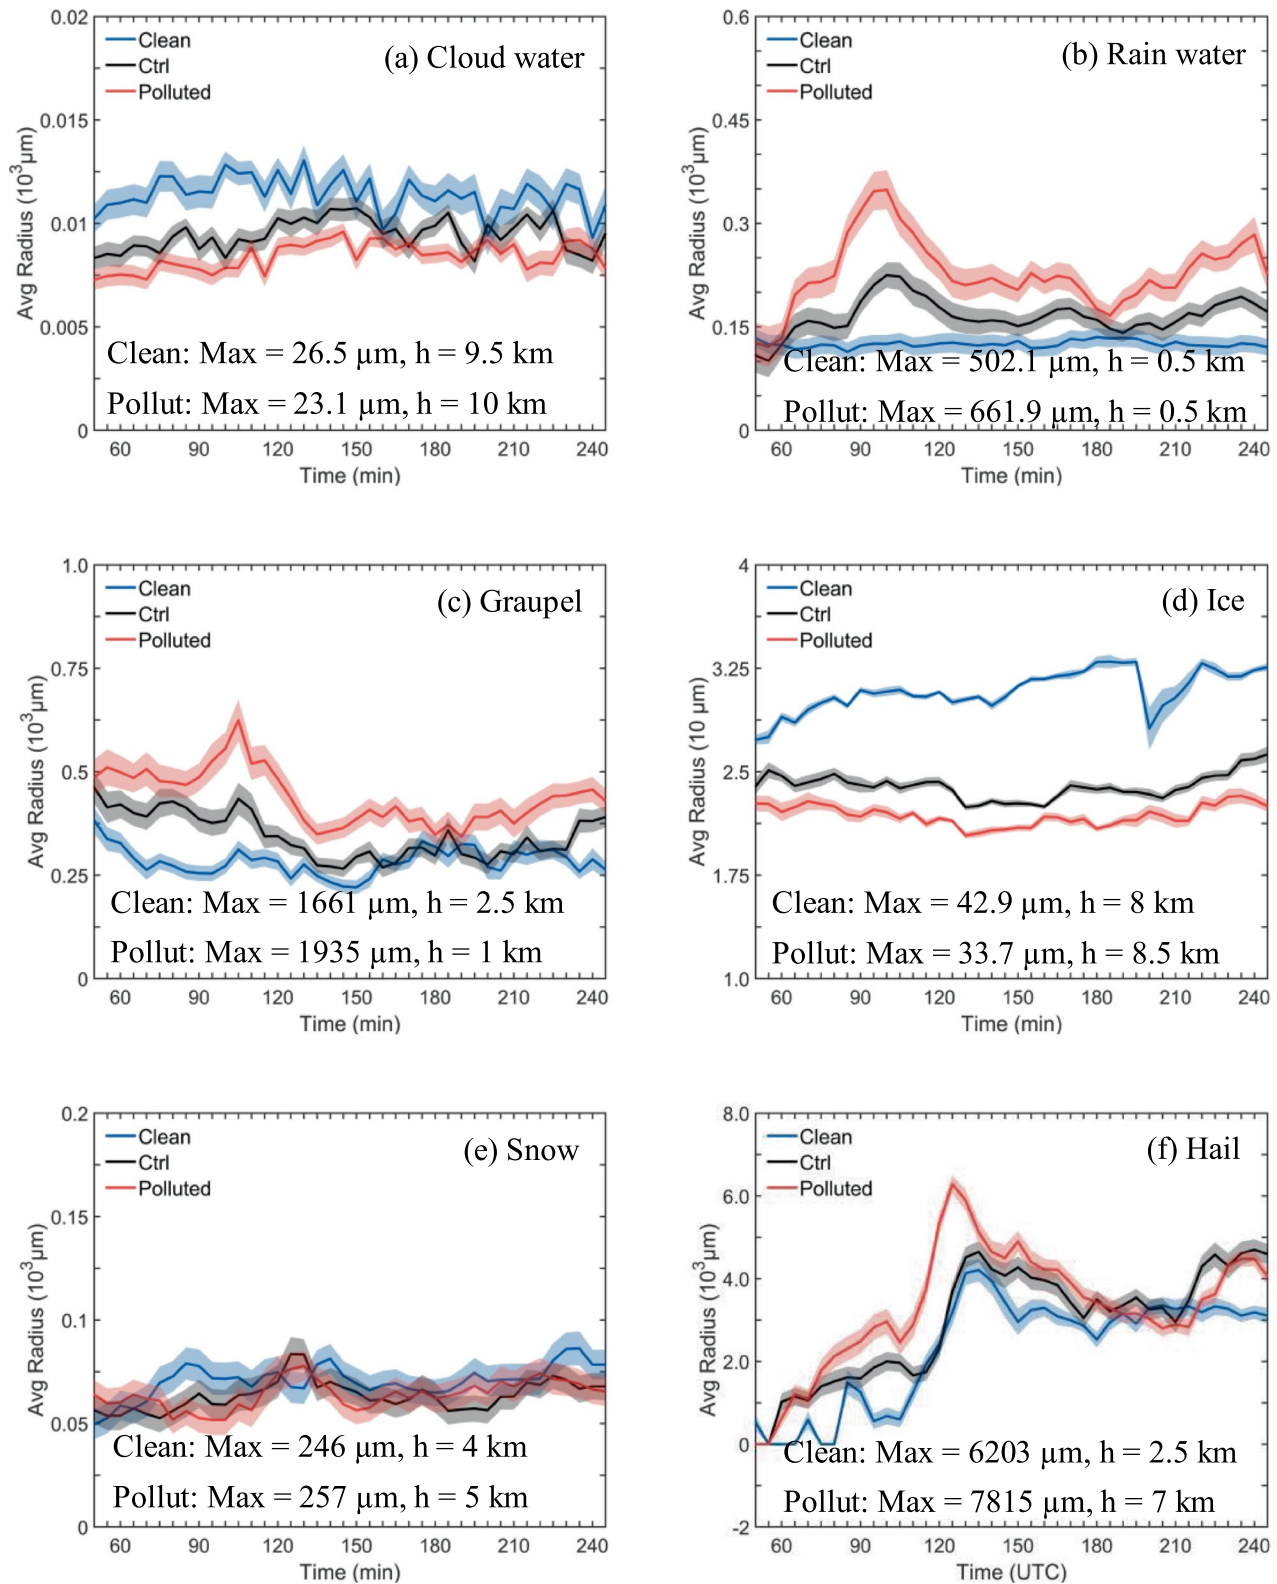 0.02
0.015
0.01
0.005
0
Avg Radius (10³µm)
Clean
Ctrl
Polluted
(a) Cloud water
Clean: Max = 26.5 µm, h = 9.5 km
Pollut: Max = 23.1 µm, h = 10 km
60 90 120 150 180 210 240
Time (min)
0.6
0.45
0.3
0.15
0
Avg Radius (10³µm)
Clean
Ctrl
Polluted
(b) Rain water
Clean: Max = 502.1 µm, h = 0.5 km
Pollut: Max = 661.9 µm, h = 0.5 km
60 90 120 150 180 210 240
Time (min)
1.0
0.75
0.5
0.25
0
Avg Radius (10³µm)
Clean
Ctrl
Polluted
(c) Graupel
Clean: Max = 1661 µm, h = 2.5 km
Pollut: Max = 1935 µm, h = 1 km
60 90 120 150 180 210 240
Time (min)
4
3.25
2.5
1.75
1.0
Avg Radius (10 µm)
Clean
Ctrl
Polluted
(d) Ice
Clean: Max = 42.9 µm, h = 8 km
Pollut: Max = 33.7 µm, h = 8.5 km
60 90 120 150 180 210 240
Time (min)
0.2
0.15
0.1
0.05
0
Avg Radius (10³µm)
Clean
Ctrl
Polluted
(e) Snow
Clean: Max = 246 µm, h = 4 km
Pollut: Max = 257 µm, h = 5 km
60 90 120 150 180 210 240
Time (min)
8.0
6.0
4.0
2.0
0
-2
Avg Radius (10³µm)
Clean
Ctrl
Polluted
(f) Hail
Clean: Max = 6203 µm, h = 2.5 km
Pollut: Max = 7815 µm, h = 7 km
60 90 120 150 180 210 240
Time (UTC)